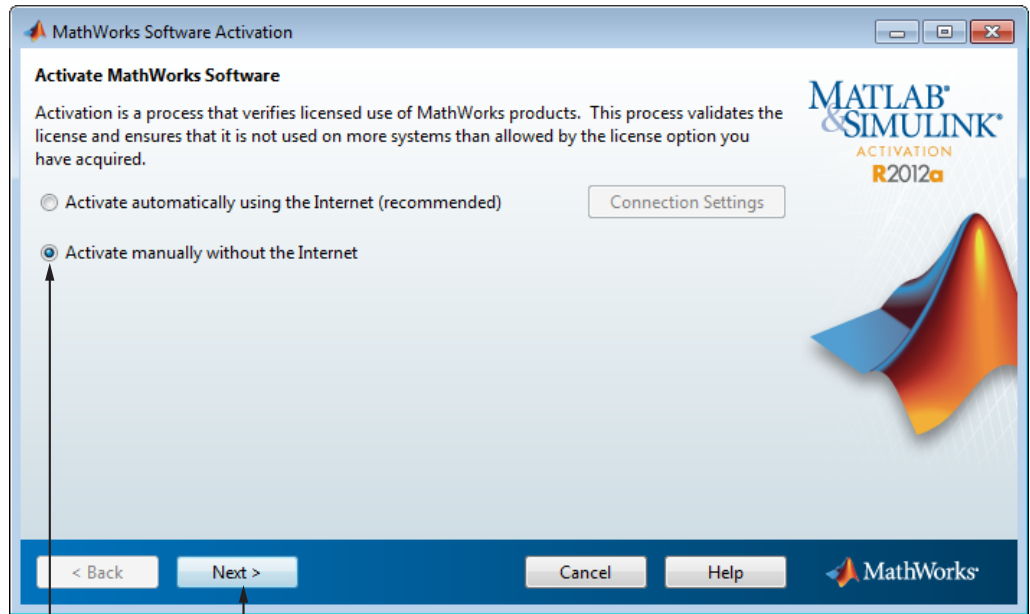 MathWorks Software Activation
Activate MathWorks Software
Activation is a process that verifies licensed use of MathWorks products. This process validates the
license and ensures that it is not used on more systems than allowed by the license option you
have acquired.
MATLAB®
&SIMULINK®
ACTIVATION
R2012a
Activate automatically using the Internet (recommended)
Connection Settings
Activate manually without the Internet
< Back
Next >
Cancel
Help
MathWorks®